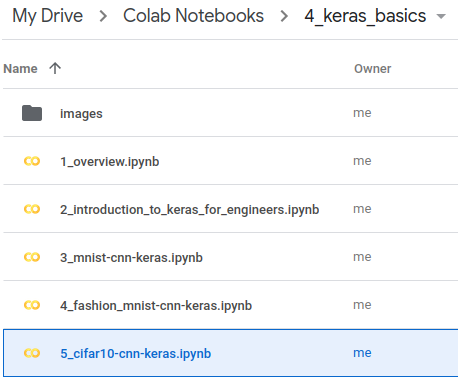 My Drive > Colab Notebooks > 4_keras_basics
Name ↑ Owner
images me
1_overview.ipynb me
2_introduction_to_keras_for_engineers.ipynb me
3_mnist-cnn-keras.ipynb me
4_fashion_mnist-cnn-keras.ipynb me
5_cifar10-cnn-keras.ipynb me